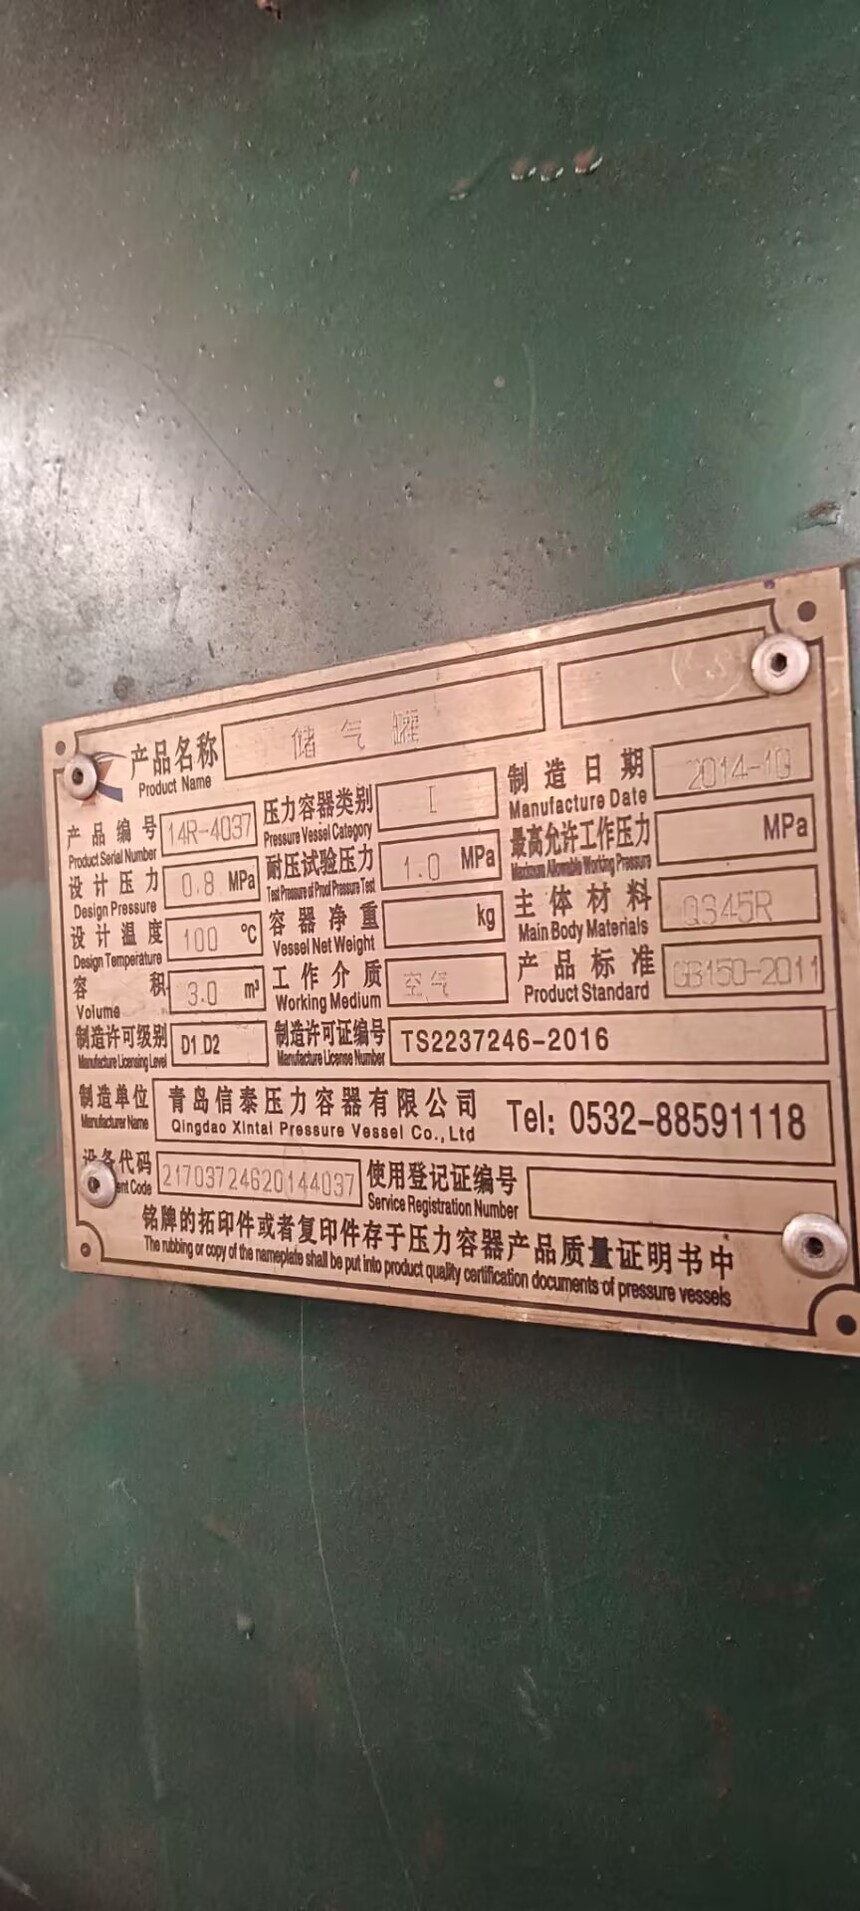 产品名称 储气罐
Product Name
产品编号 14R-4037 压力容器类别 I 制造日期 2014-10
Product Serial Number Pressure Vessel Category Manufacture Date
设计压力 0.8 MPa 耐压试验压力 1.0 MPa 最高允许工作压力 MPa
Design Pressure Test Pressure of Proof Pressure Test Maximum Allowable Working Pressure
设计温度 100 ℃ 容器净重 kg 主体材料 Q345R
Design Temperature Vessel Net Weight Main Body Materials
容积 3.0 m³ 工作介质 空气 产品标准 GB150-2011
Volume Working Medium Product Standard
制造许可级别 D1 D2 制造许可证编号 TS2237246-2016
Manufacture Licensing Level Manufacture License Number
制造单位 青岛信泰压力容器有限公司 Tel: 0532-88591118
Manufacturer Name Qingdao Xintai Pressure Vessel Co.,Ltd
设备代码 21703724620144037 使用登记证编号
Code Service Registration Number
铭牌的拓印件或者复印件存于压力容器产品质量证明书中
The rubbing or copy of the nameplate shall be put into product quality certification documents of pressure vessels